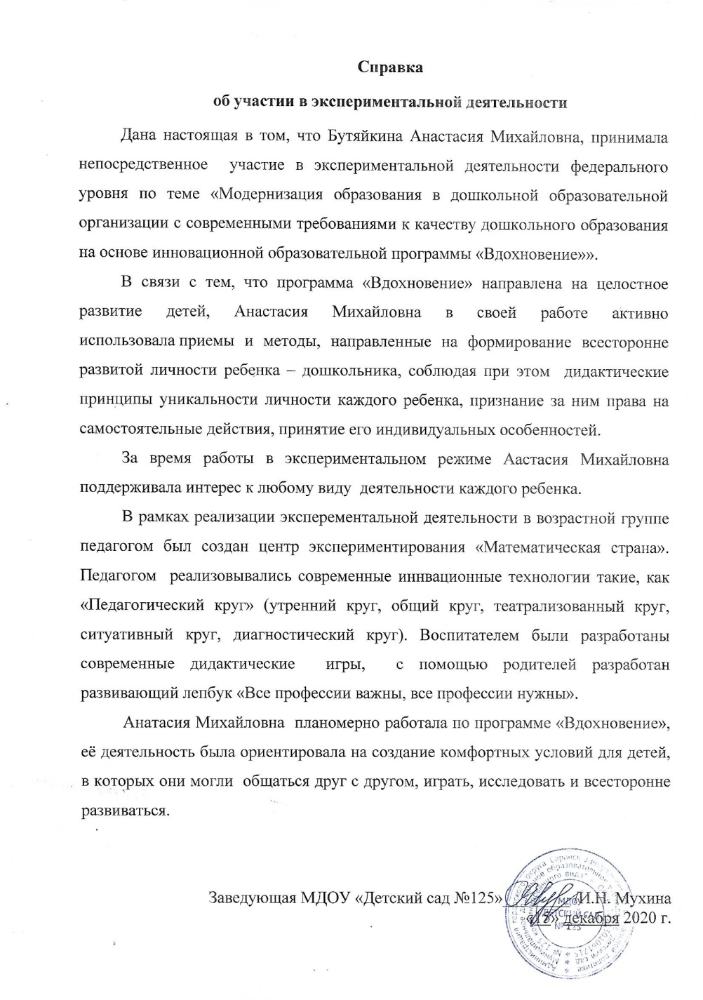 Справка
об участии в экспериментальной деятельности
Дана настоящая в том, что Бутяйкина Анастасия Михайловна, принимала
непосредственное участие в экспериментальной деятельности федерального
уровня по теме «Модернизация образования в дошкольной образовательной
организации с современными требованиями к качеству дошкольного образования
на основе инновационной образовательной программы «Вдохновение»».
В связи с тем, что программа «Вдохновение» направлена на целостное
развитие детей, Анастасия Михайловна в своей работе активно
использовала приемы и методы, направленные на формирование всесторонне
развитой личности ребенка – дошкольника, соблюдая при этом дидактические
принципы уникальности личности каждого ребенка, признание за ним права на
самостоятельные действия, принятие его индивидуальных особенностей.
За время работы в экспериментальном режиме Аастасия Михайловна
поддерживала интерес к любому виду деятельности каждого ребенка.
В рамках реализации эксперементальной деятельности в возрастной группе
педагогом был создан центр экспериментирования «Математическая страна».
Педагогом реализовывались современные иннвационные технологии такие, как
«Педагогический круг» (утренний круг, общий круг, театрализованный круг,
ситуативный круг, диагностический круг). Воспитателем были разработаны
современные дидактические игры, с помощью родителей разработан
развивающий лепбук «Все профессии важны, все профессии нужны».
Анатасия Михайловна планомерно работала по программе «Вдохновение»,
её деятельность была ориентировала на создание комфортных условий для детей,
в которых они могли общаться друг с другом, играть, исследовать и всесторонне
развиваться.
Заведующая МДОУ «Детский сад №125» /И.Н. Мухина
декабря 2020 г.
МДОУ
ДЕТСКИЙ САД
№ 125